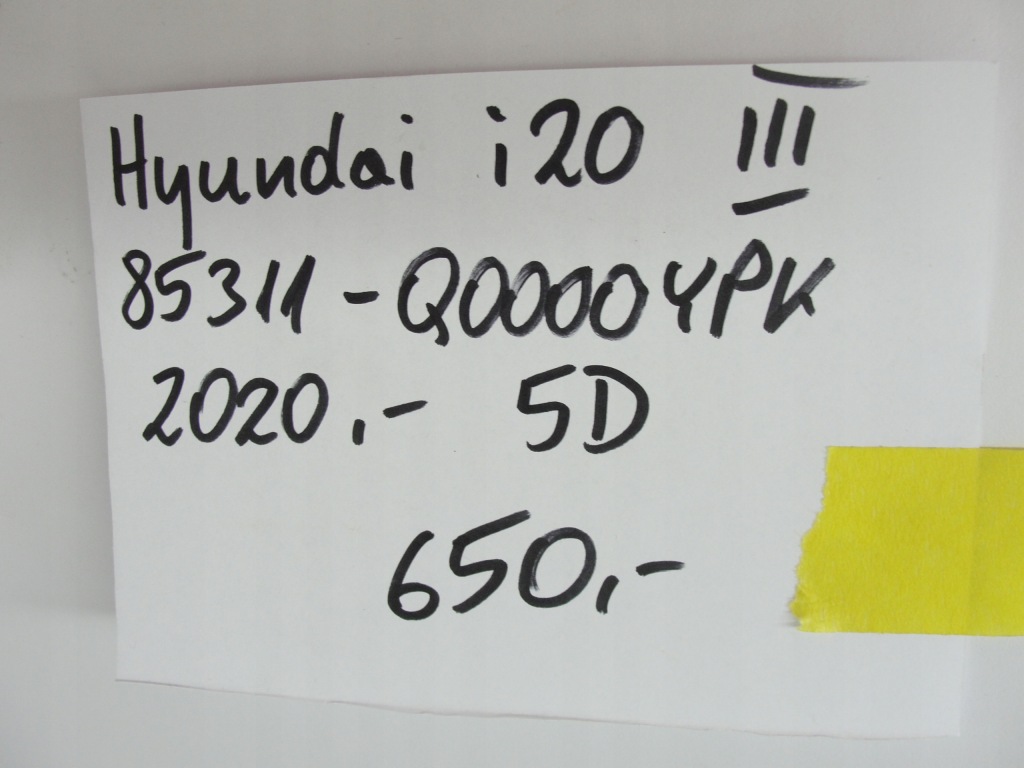 Hyundai i20 III
85311-Q0000YPK
2020,- 5D
650,-